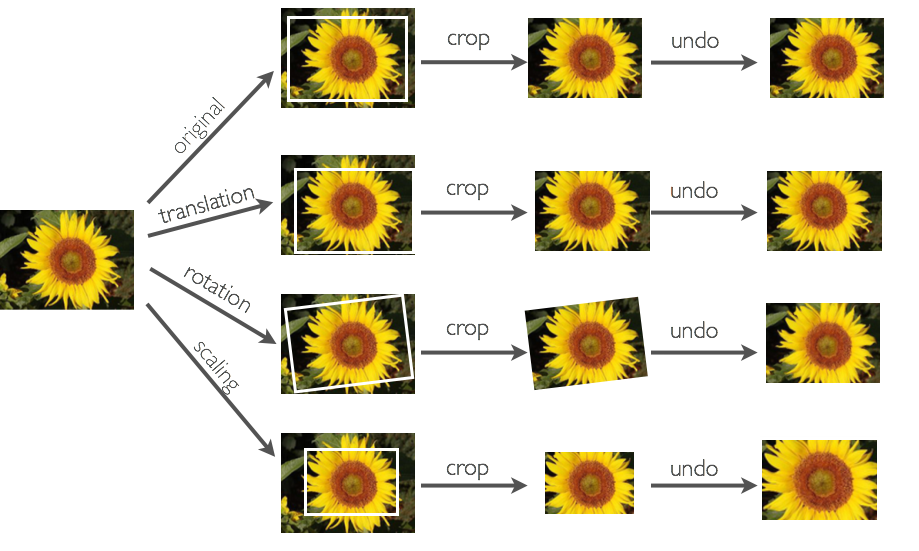 original
crop
undo
translation
crop
undo
rotation
crop
undo
scaling
crop
undo